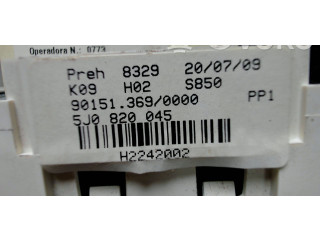 Operadora N.: 0773
Preh 8329 20/07/09
K09 H02 S850
90151.369/0000 PP1
5J0 820 045
H2242002